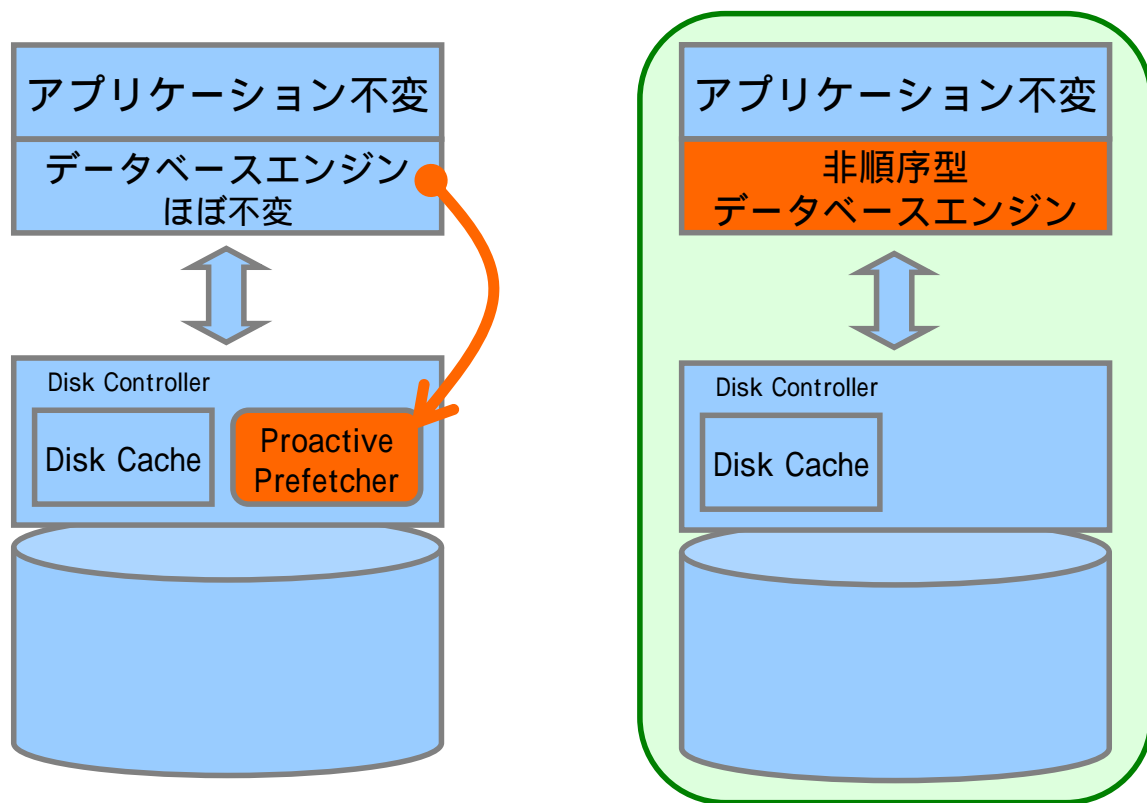 アプリケーション不変
データベースエンジン
ほぼ不変
Disk Controller
Disk Cache
Proactive
Prefetcher
アプリケーション不変
非順序型
データベースエンジン
Disk Controller
Disk Cache